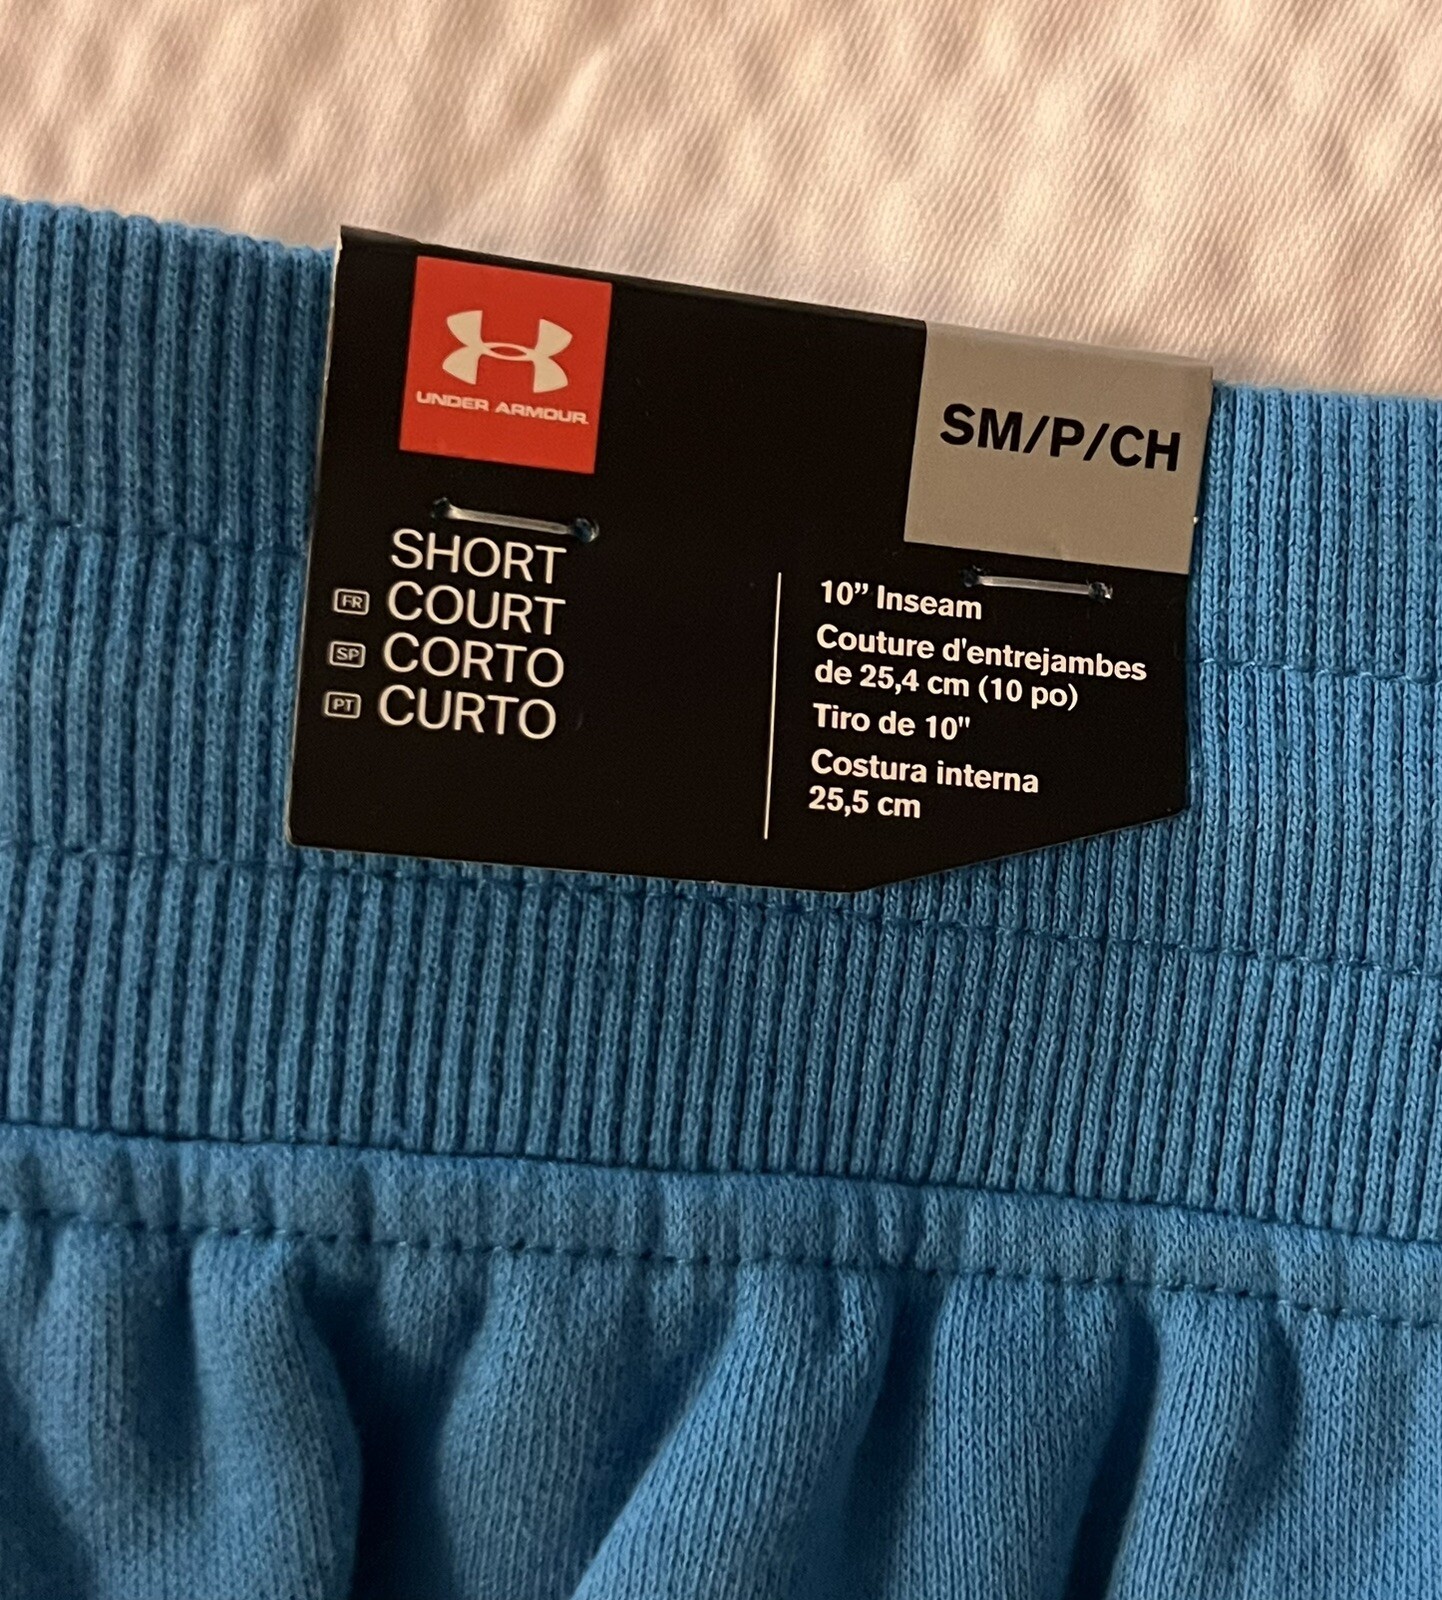 UNDER ARMOUR
SM/P/CH
SHORT
FR COURT
SP CORTO
PT CURTO
10” Inseam
Couture d'entrejambes
de 25,4 cm (10 po)
Tiro de 10"
Costura interna
25,5 cm